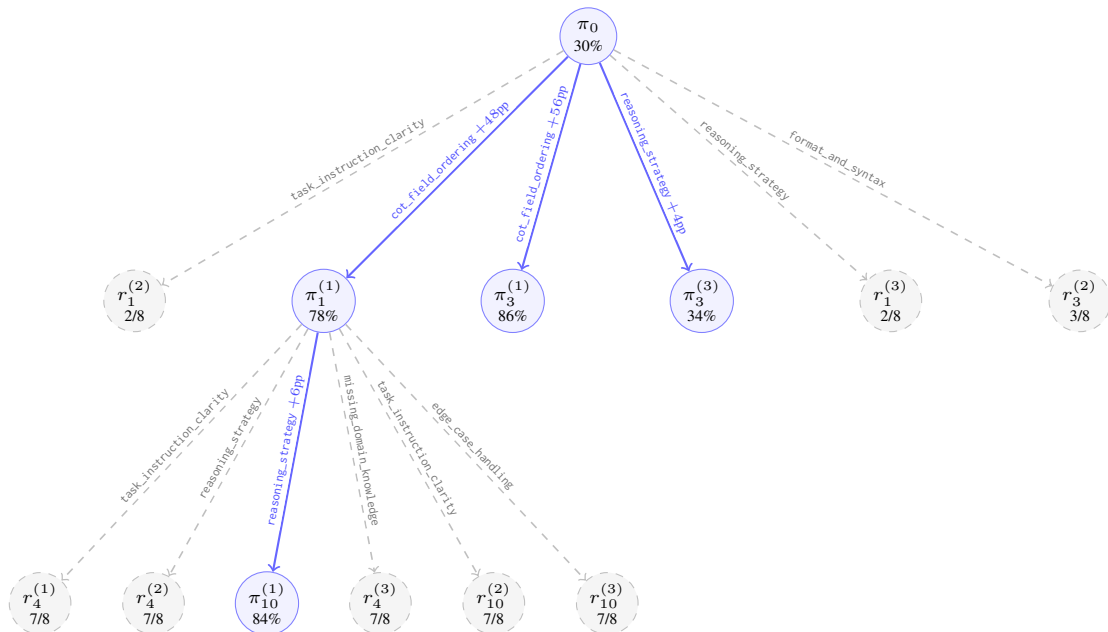 π₀
30%
task_instruction_clarity
cot_field_ordering +48pp
cot_field_ordering +56pp
reasoning_strategy +4pp
reasoning_strategy
format_and_syntax
r₁⁽²⁾
2/8
π₁⁽¹⁾
78%
π₃⁽¹⁾
86%
π₃⁽³⁾
34%
r₁⁽³⁾
2/8
r₃⁽²⁾
3/8
task_instruction_clarity
reasoning_strategy
reasoning_strategy +6pp
missing_domain_knowledge
task_instruction_clarity
edge_case_handling
r₄⁽¹⁾
7/8
r₄⁽²⁾
7/8
π₁₀⁽¹⁾
84%
r₄⁽³⁾
7/8
r₁₀⁽²⁾
7/8
r₁₀⁽³⁾
7/8